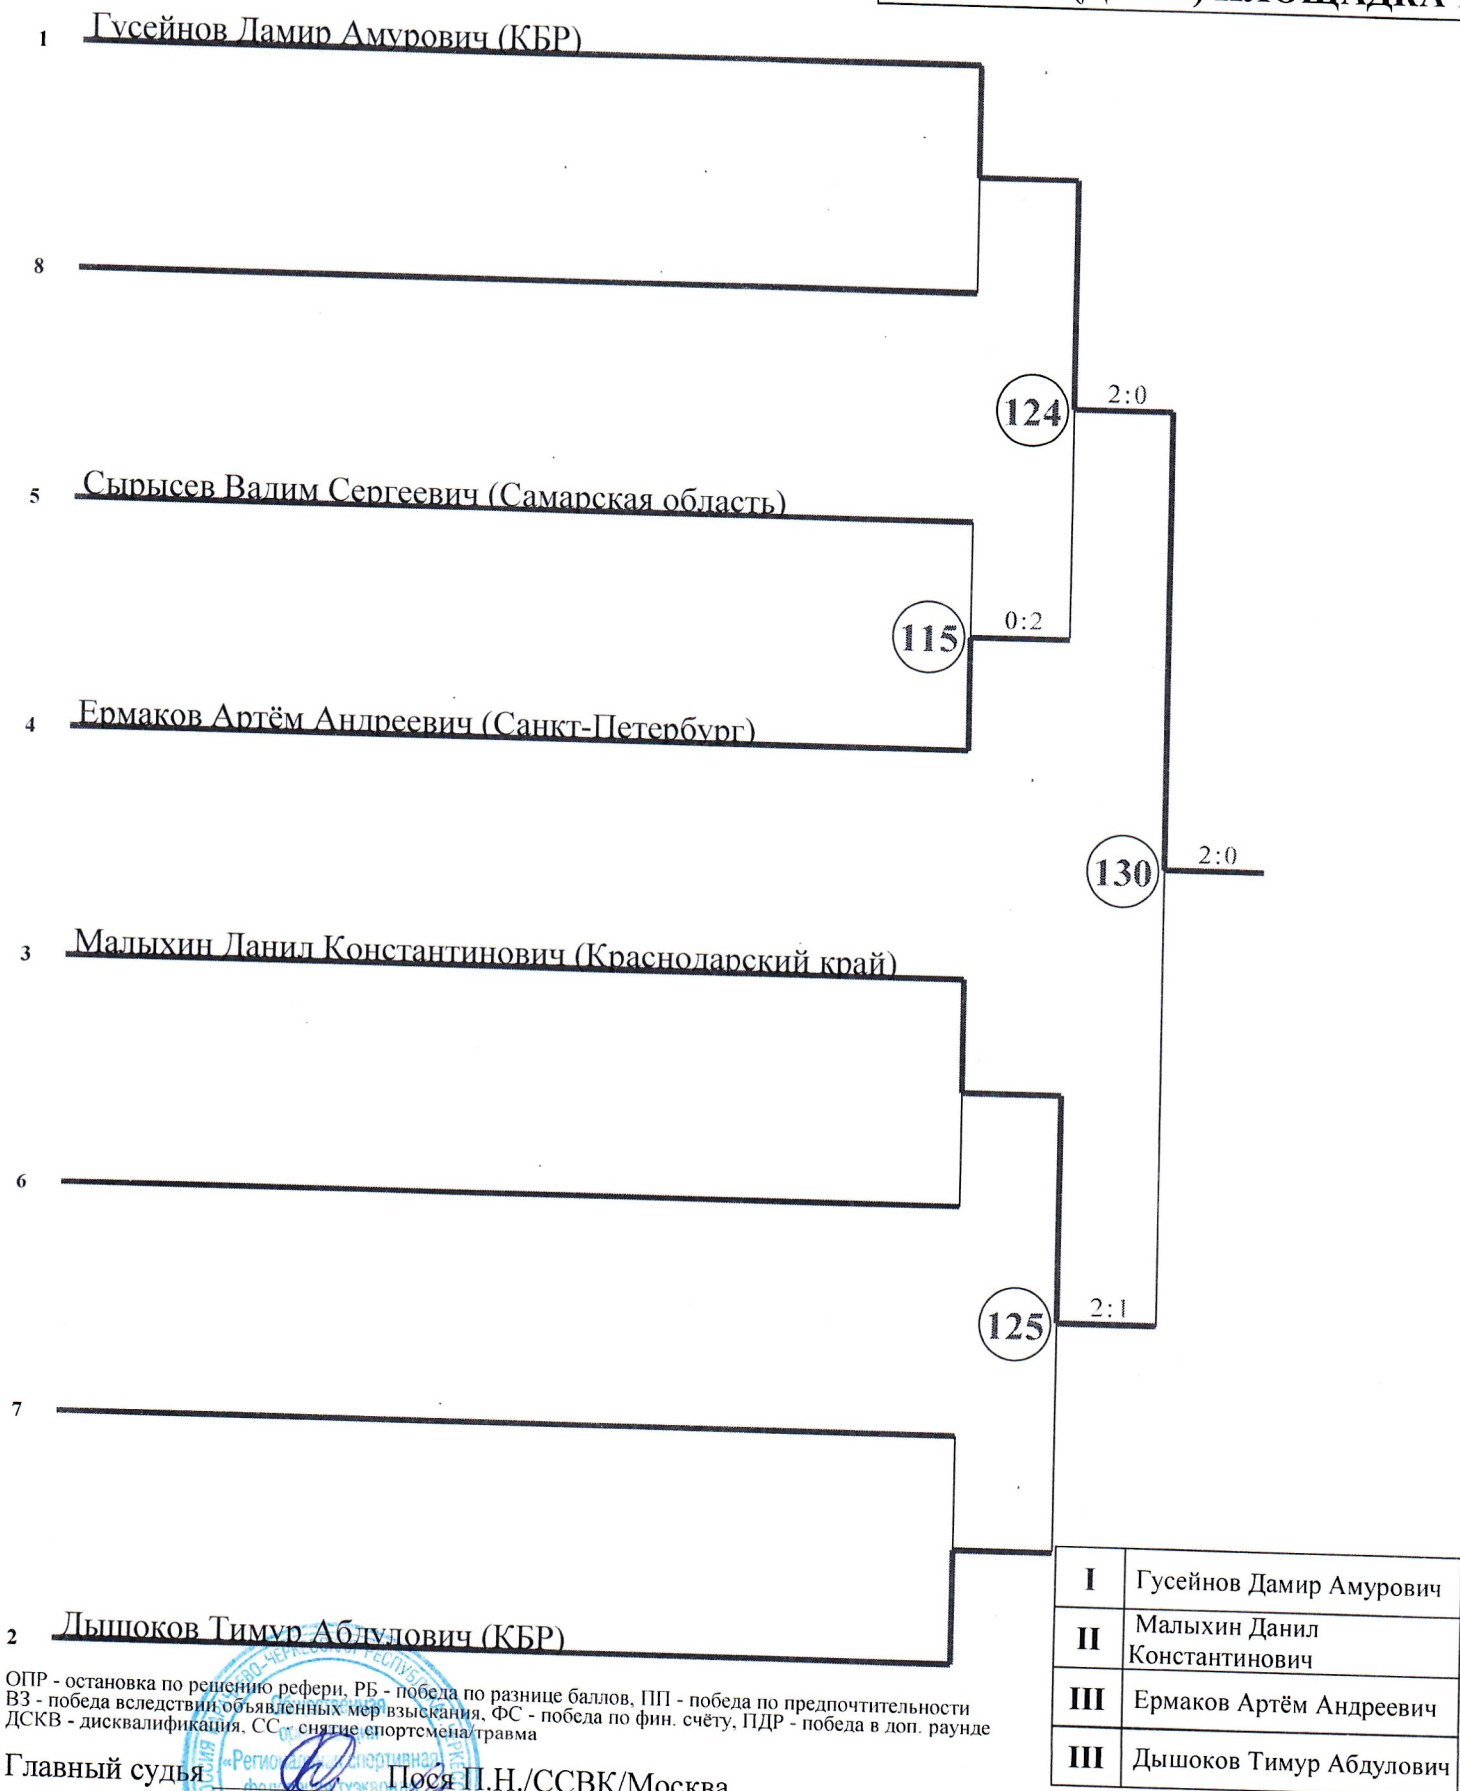 ПЛОЩАДКА
1 Гусейнов Дамир Амурович (КБР)
8
124 2:0
5 Сырысев Вадим Сергеевич (Самарская область)
115 0:2
4 Ермаков Артём Андреевич (Санкт-Петербург)
130 2:0
3 Малыхин Данил Константинович (Краснодарский край)
6
125 2:1
7
2 Дышоков Тимур Абдулович (КБР)
I Гусейнов Дамир Амурович
II Малыхин Данил
Константинович
III Ермаков Артём Андреевич
III Дышоков Тимур Абдулович
ОПР - остановка по решению рефери, РБ - победа по разнице баллов, ПП - победа по предпочтительности
ВЗ - победа вследствии объявленных мер взыскания, ФС - победа по фин. счёту, ПДР - победа в доп. раунде
ДСКВ - дисквалификация, СС - снятие спортсмена/травма
Главный судья Пося П.Н./ССВК/Москва